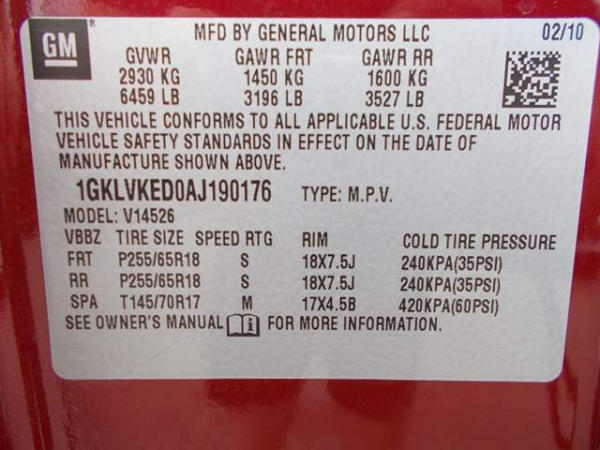 GM
MFD BY GENERAL MOTORS LLC 02/10
GVWR GAWR FRT GAWR RR
2930 KG 1450 KG 1600 KG
6459 LB 3196 LB 3527 LB
THIS VEHICLE CONFORMS TO ALL APPLICABLE U.S. FEDERAL MOTOR
VEHICLE SAFETY STANDARDS IN EFFECT ON THE DATE OF
MANUFACTURE SHOWN ABOVE.
1GKLVKED0AJ190176 TYPE: M.P.V.
MODEL: V14526
VBBZ TIRE SIZE SPEED RTG RIM COLD TIRE PRESSURE
FRT P255/65R18 S 18X7.5J 240KPA(35PSI)
RR P255/65R18 S 18X7.5J 240KPA(35PSI)
SPA T145/70R17 M 17X4.5B 420KPA(60PSI)
SEE OWNER'S MANUAL i FOR MORE INFORMATION.